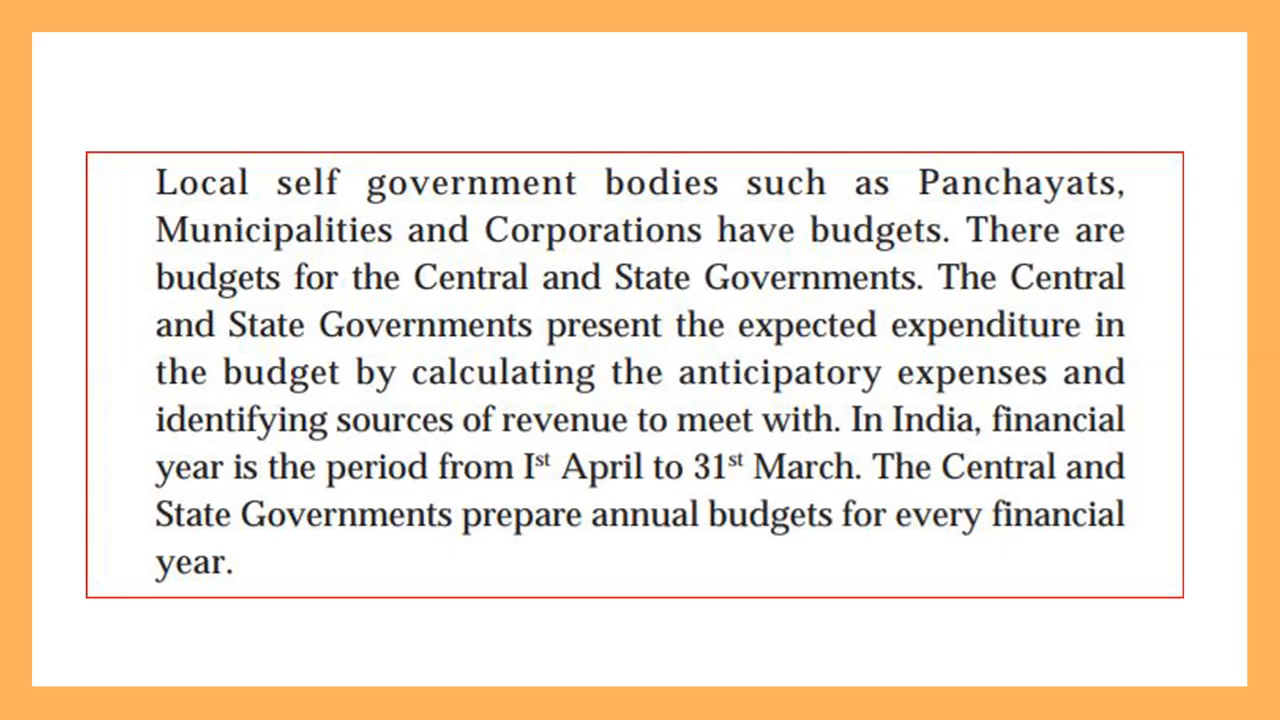 Local self government bodies such as Panchayats,
Municipalities and Corporations have budgets. There are
budgets for the Central and State Governments. The Central
and State Governments present the expected expenditure in
the budget by calculating the anticipatory expenses and
identifying sources of revenue to meet with. In India, financial
year is the period from Ist April to 31st March. The Central and
State Governments prepare annual budgets for every financial
year.